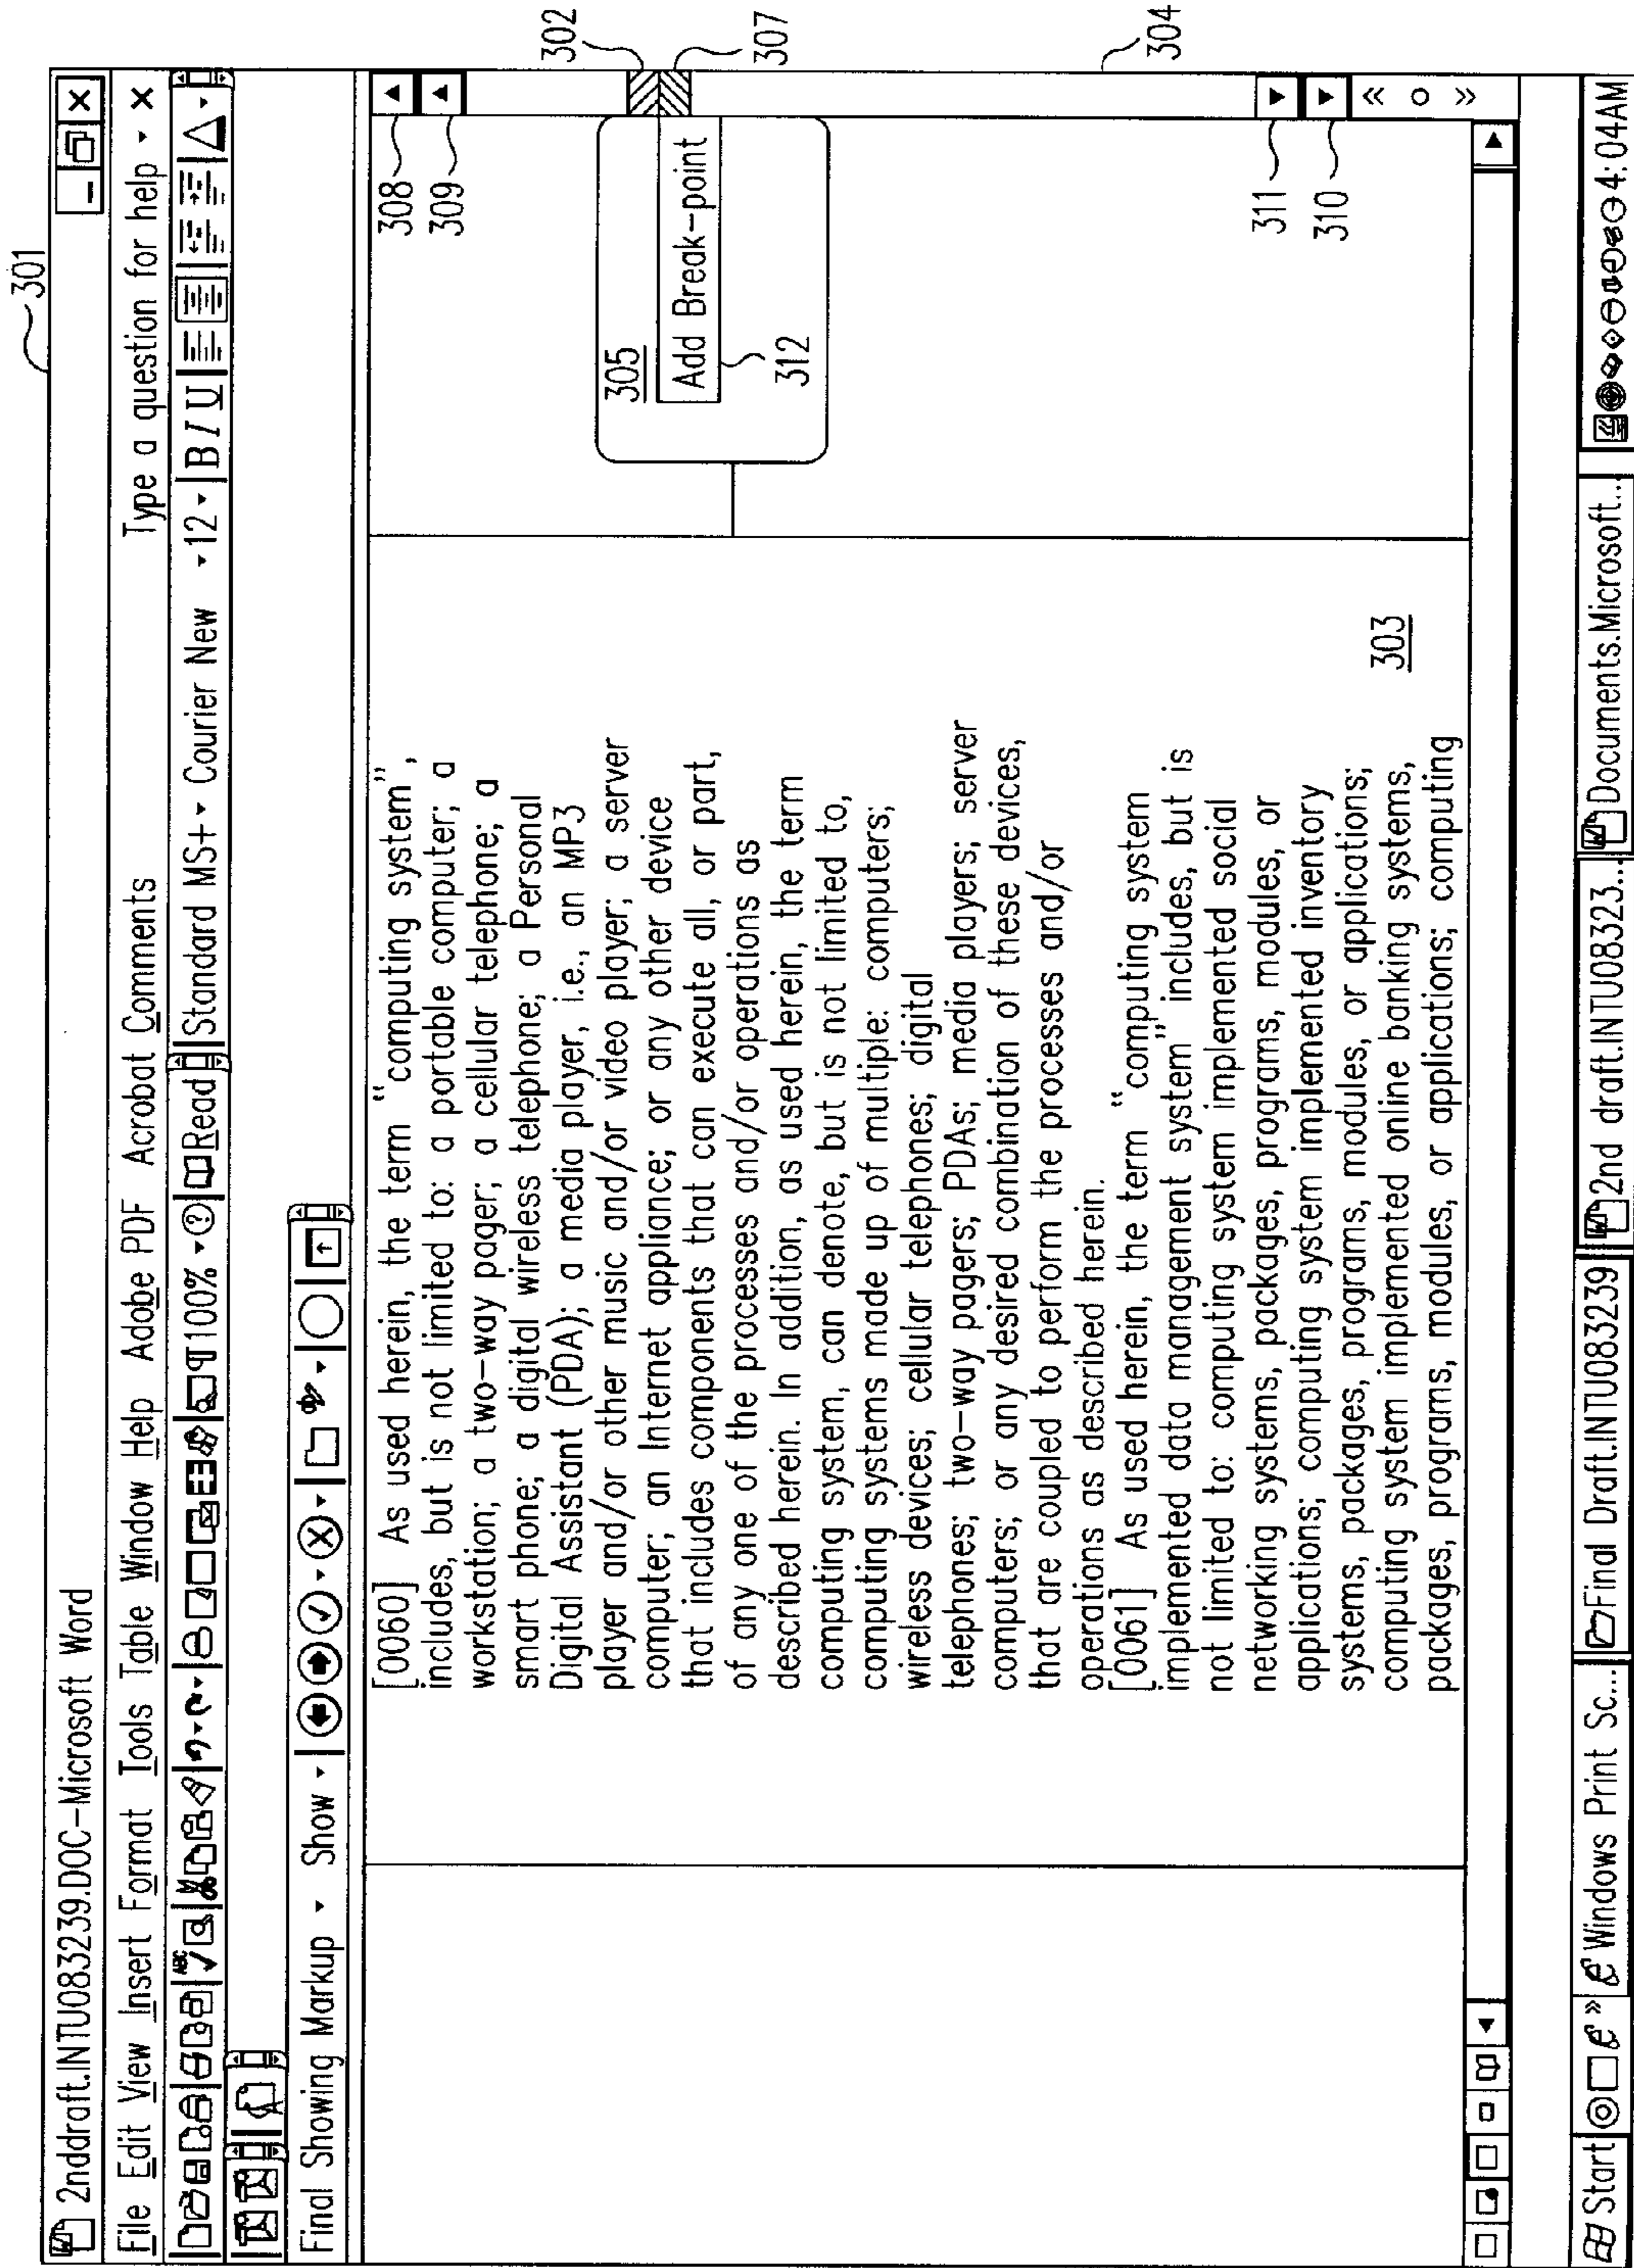 301
2nddraft.INTU083239.DOC-Microsoft Word
File Edit View Insert Format Tools Table Window Help Adobe PDF Acrobat Comments Type a question for help
100% Read Standard MS+ Courier New 12 B I U
Final Showing Markup Show
[0060] As used herein, the term “computing system”,
includes, but is not limited to: a portable computer; a
workstation; a two-way pager; a cellular telephone; a
smart phone; a digital wireless telephone; a Personal
Digital Assistant (PDA); a media player, i.e., an MP3
player and/or other music and/or video player; a server
computer; an Internet appliance; or any other device
that includes components that can execute all, or part,
of any one of the processes and/or operations as
described herein. In addition, as used herein, the term
computing system, can denote, but is not limited to,
computing systems made up of multiple: computers;
wireless devices; cellular telephones; digital
telephones; two-way pagers; PDAs; media players; server
computers; or any desired combination of these devices,
that are coupled to perform the processes and/or
operations as described herein.
[0061] As used herein, the term “computing system
implemented data management system” includes, but is
not limited to: computing system implemented social
networking systems, packages, programs, modules, or
applications; computing system implemented inventory
systems, packages, programs, modules, or applications;
computing system implemented online banking systems,
packages, programs, modules, or applications; computing
303
308
309
302
307
305
Add Break-point
312
304
311
310
Start Windows Print Sc... Final Draft.INTU083239 2nd draft.INTU08323... Documents.Microsoft... 4:04AM